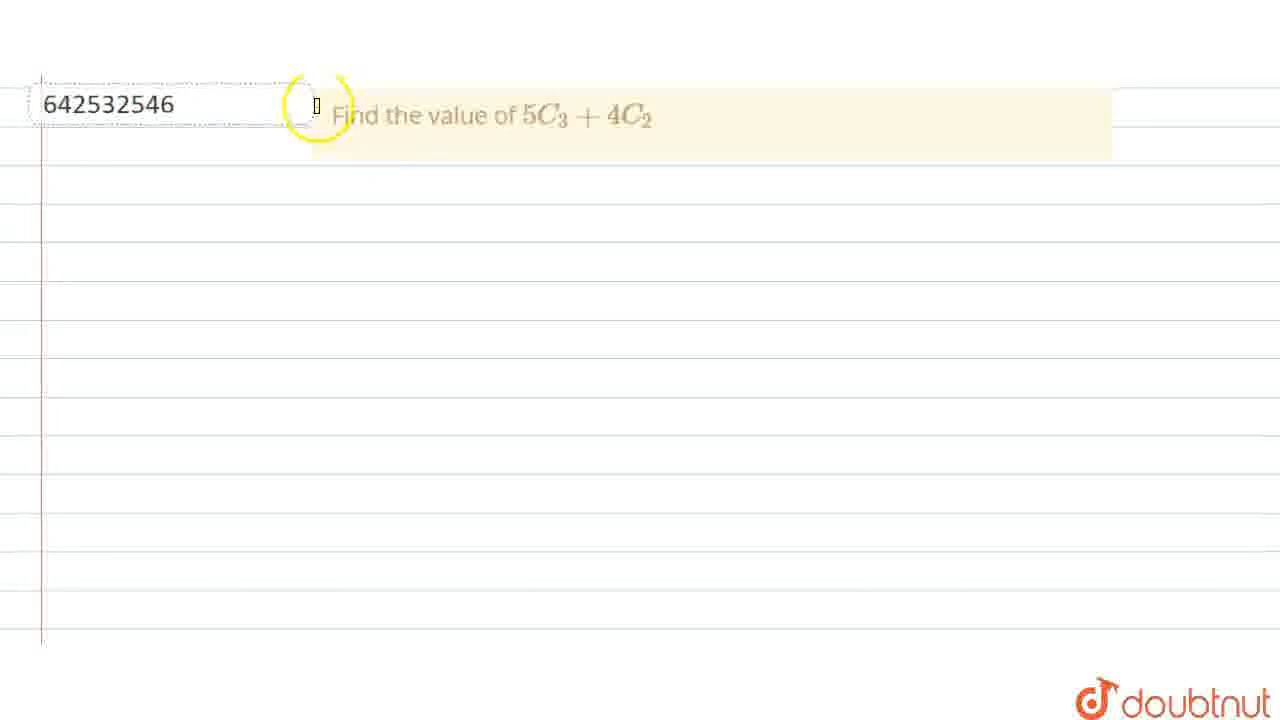 642532546
Find the value of 5C₃ + 4C₂
doubtnut